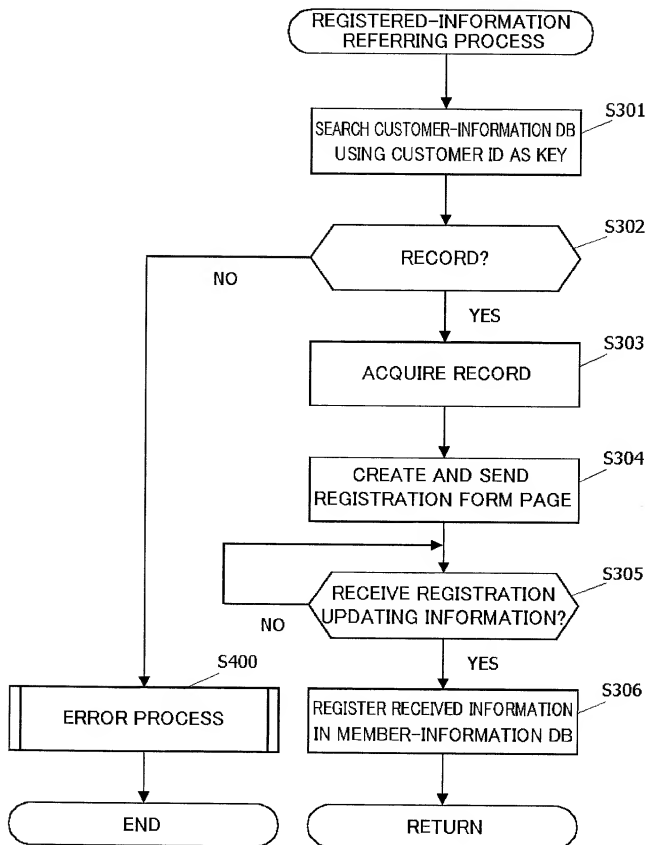 REGISTERED-INFORMATION
REFERRING PROCESS
S301
SEARCH CUSTOMER-INFORMATION DB
USING CUSTOMER ID AS KEY
S302
RECORD?
NO
YES
S303
ACQUIRE RECORD
S304
CREATE AND SEND
REGISTRATION FORM PAGE
S305
RECEIVE REGISTRATION
UPDATING INFORMATION?
NO
YES
S400
ERROR PROCESS
S306
REGISTER RECEIVED INFORMATION
IN MEMBER-INFORMATION DB
END
RETURN